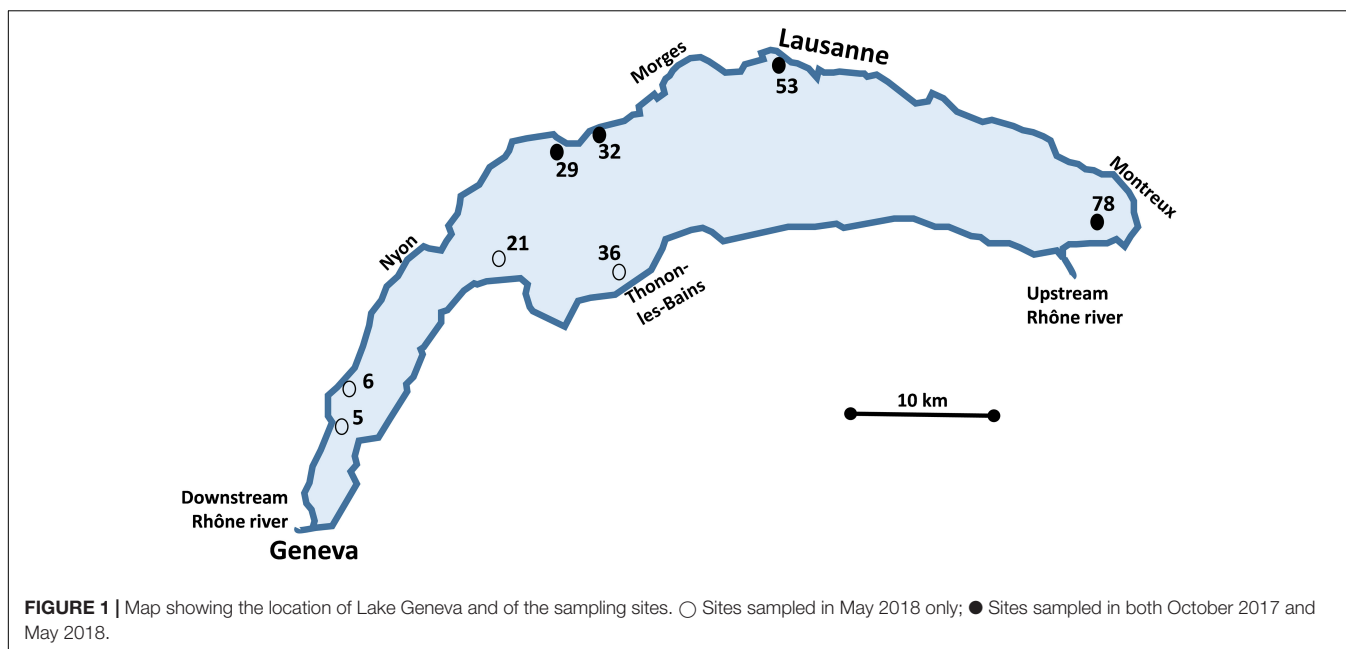 Lausanne
Morges
53
32
29
Montreux
78
Nyon
21
36
Thonon-
les-Bains
Upstream
Rhône river
6
5
10 km
Downstream
Rhône river
Geneva
FIGURE 1 | Map showing the location of Lake Geneva and of the sampling sites. ○ Sites sampled in May 2018 only; ● Sites sampled in both October 2017 and
May 2018.